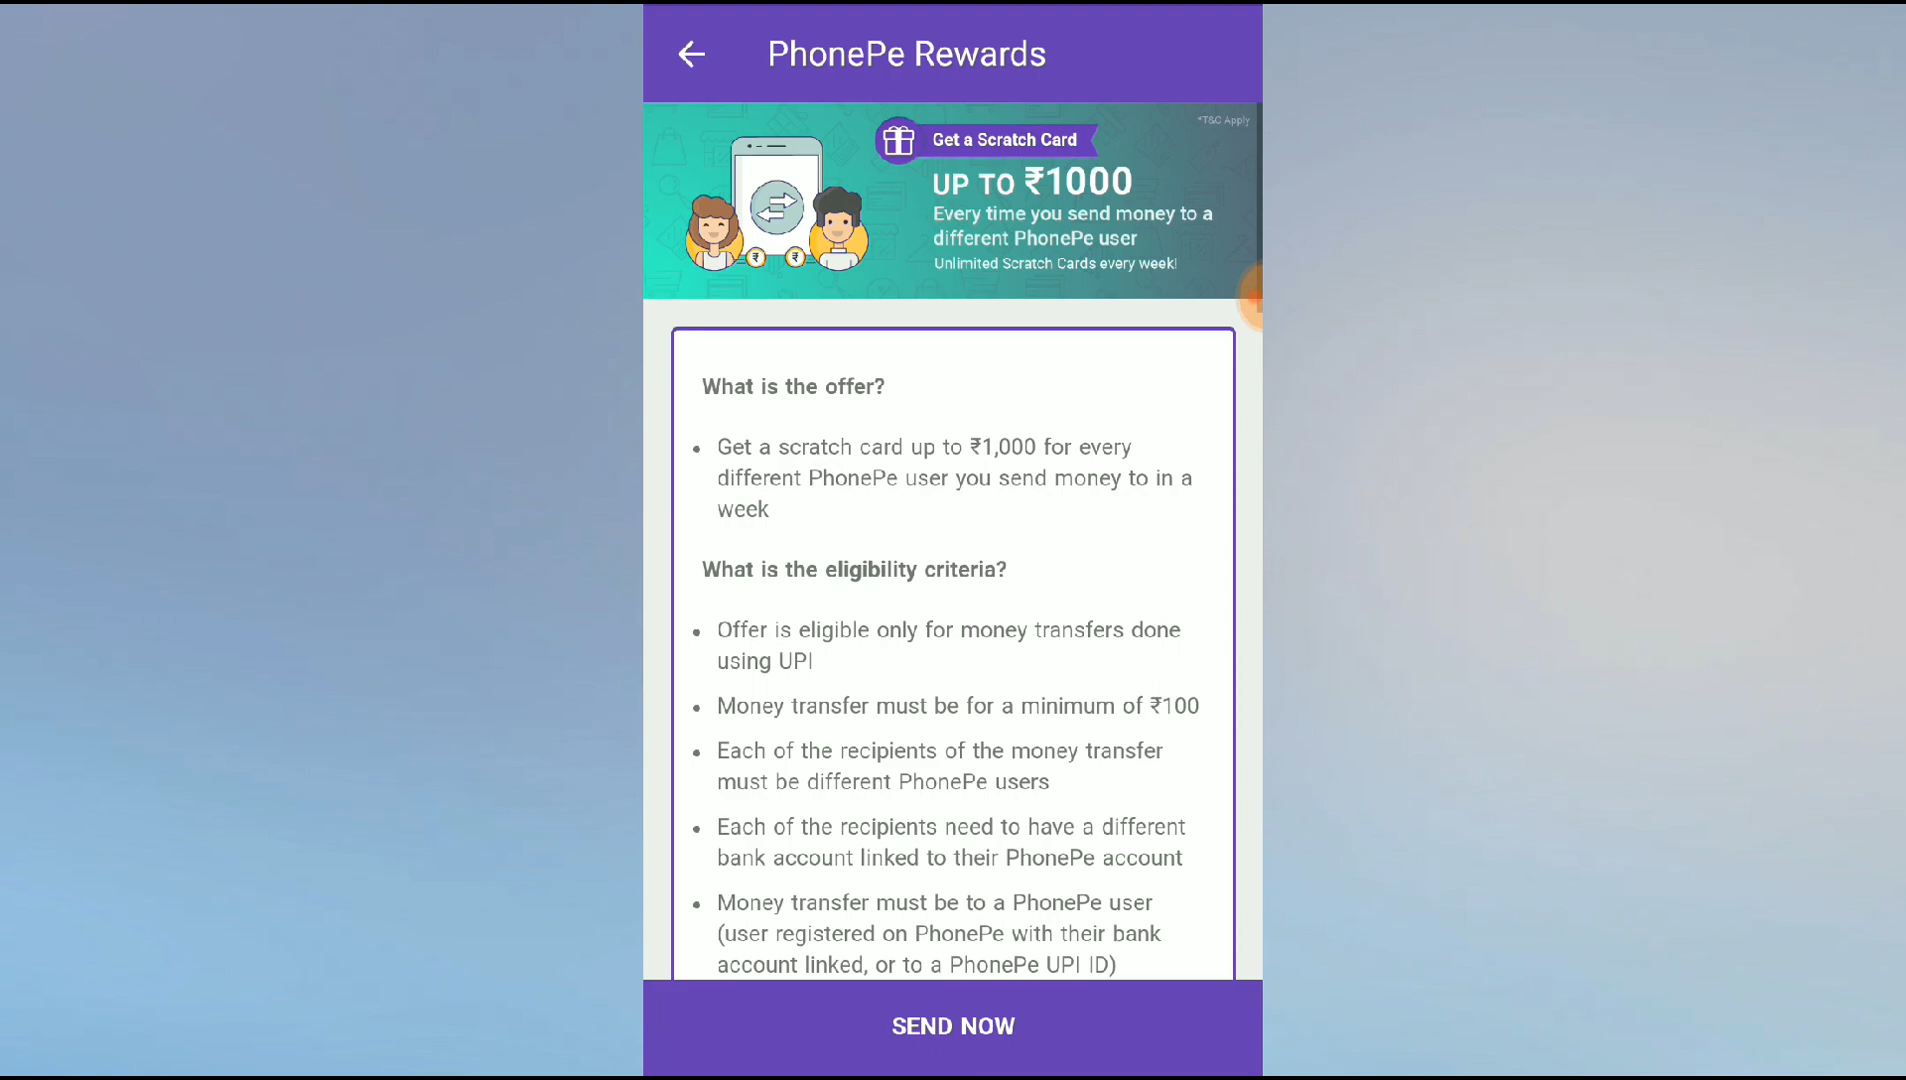 PhonePe Rewards
*T&C Apply
Get a Scratch Card
UP TO ₹1000
Every time you send money to a
different PhonePe user
Unlimited Scratch Cards every week!
₹ ₹
What is the offer?
• Get a scratch card up to ₹1,000 for every
different PhonePe user you send money to in a
week
What is the eligibility criteria?
• Offer is eligible only for money transfers done
using UPI
• Money transfer must be for a minimum of ₹100
• Each of the recipients of the money transfer
must be different PhonePe users
• Each of the recipients need to have a different
bank account linked to their PhonePe account
• Money transfer must be to a PhonePe user
(user registered on PhonePe with their bank
account linked, or to a PhonePe UPI ID)
SEND NOW